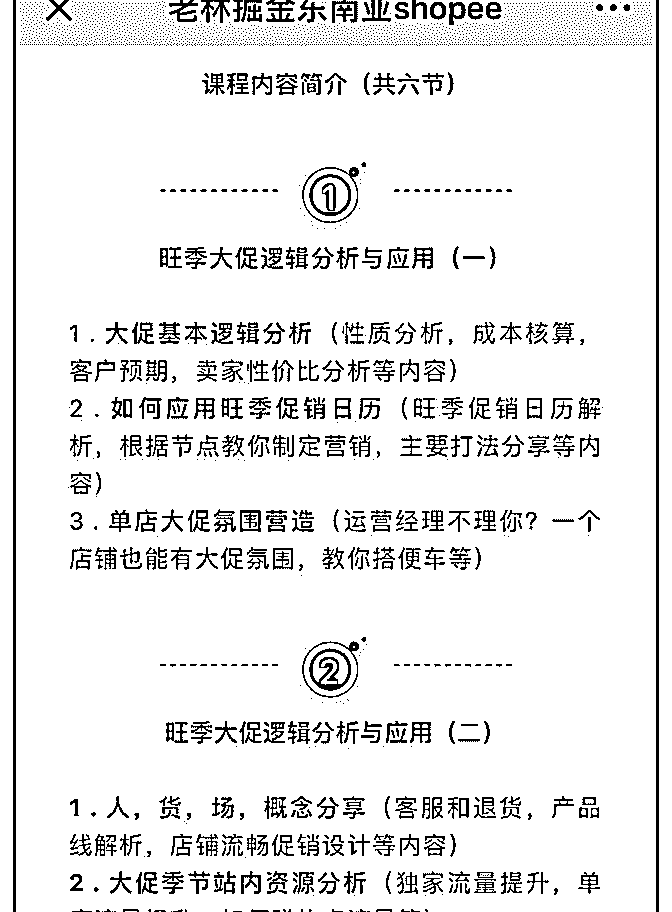 老林掘金东南亚shopee
课程内容简介（共六节）
1
旺季大促逻辑分析与应用（一）
1．大促基本逻辑分析（性质分析，成本核算，
客户预期，卖家性价比分析等内容）
2．如何应用旺季促销日历（旺季促销日历解
析，根据节点教你制定营销，主要打法分享等内
容）
3．单店大促氛围营造（运营经理不理你？一个
店铺也能有大促氛围，教你搭便车等）
2
旺季大促逻辑分析与应用（二）
1．人，货，场，概念分享（客服和退货，产品
线解析，店铺流畅促销设计等内容）
2．大促季节站内资源分析（独家流量提升，单